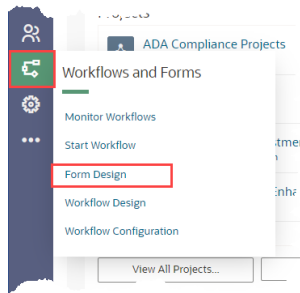 Projects
ADA Compliance Projects
Workflows and Forms
Monitor Workflows
Start Workflow
Form Design
Workflow Design
Workflow Configuration
View All Projects...